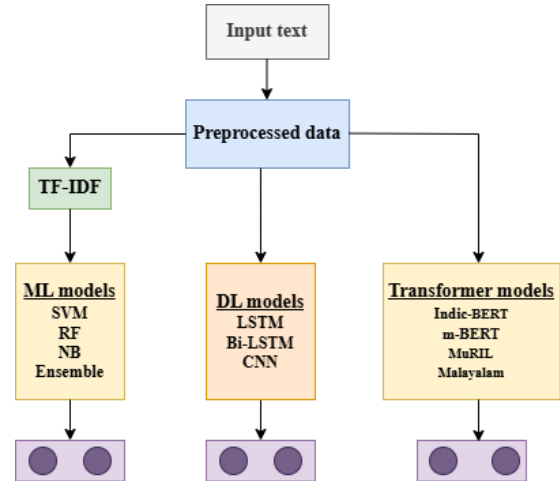 Input text
Preprocessed data
TF-IDF
ML models
SVM
RF
NB
Ensemble
DL models
LSTM
Bi-LSTM
CNN
Transformer models
Indic-BERT
m-BERT
MuRIL
Malayalam